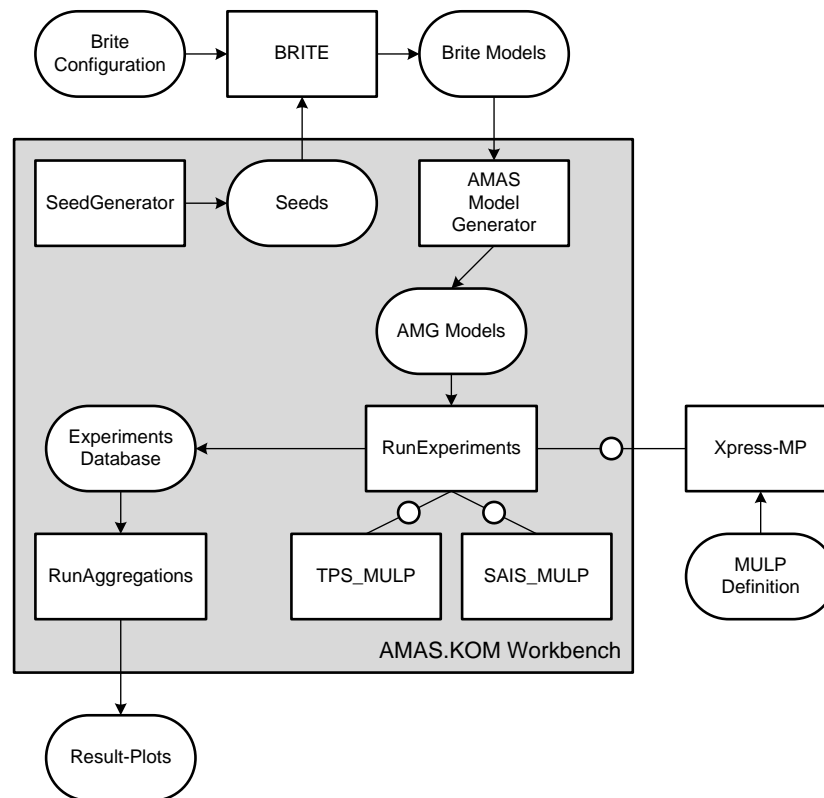 Brite
Configuration
BRITE
Brite Models
SeedGenerator
Seeds
AMAS
Model
Generator
AMG Models
Experiments
Database
RunExperiments
Xpress-MP
RunAggregations
TPS_MULP
SAIS_MULP
MULP
Definition
AMAS.KOM Workbench
Result-Plots